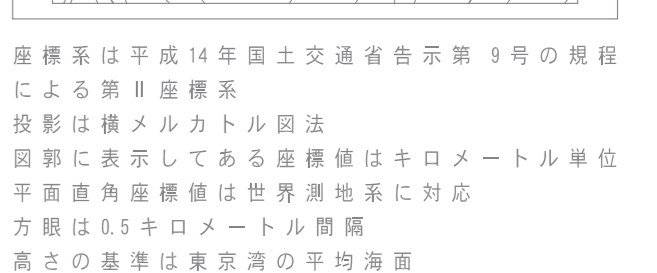 座標系は平成14年国土交通省告示第 9号の規程
による第Ⅱ座標系
投影は横メルカトル図法
図郭に表示してある座標値はキロメートル単位
平面直角座標値は世界測地系に対応
方眼は0.5キロメートル間隔
高さの基準は東京湾の平均海面